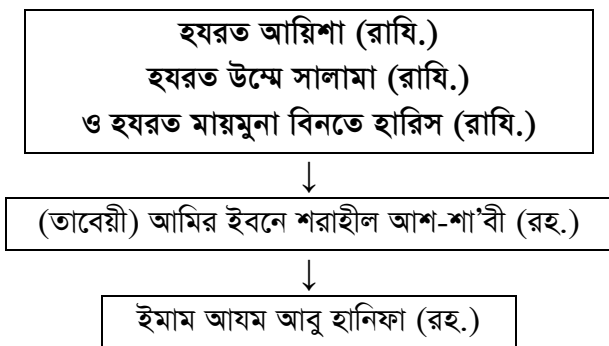 হযরত আয়িশা (রাযি.)
হযরত উম্মে সালামা (রাযি.)
ও হযরত মায়মুনা বিনতে হারিস (রাযি.)
↓
(তাবেয়ী) আমির ইবনে শরাহীল আশ-শা'বী (রহ.)
↓
ইমাম আযম আবু হানিফা (রহ.)